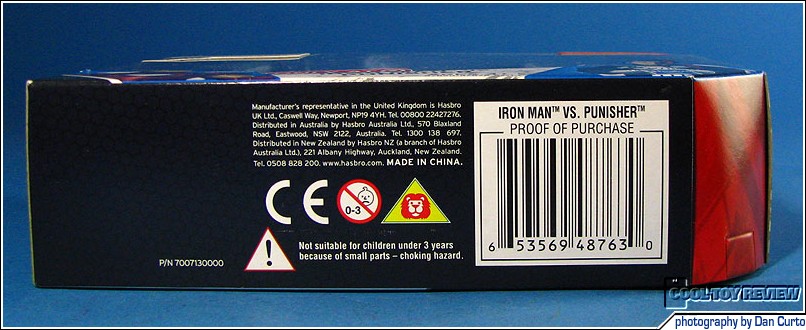 Manufacturer's representative in the United Kingdom is Hasbro
UK Ltd., Caswell Way, Newport, NP19 4YH. Tel. 00800 22427276.
Distributed in Australia by Hasbro Australia Ltd., 570 Blaxland
Road, Eastwood, NSW 2122, Australia. Tel. 1300 138 697.
Distributed in New Zealand by Hasbro NZ (a branch of Hasbro
Australia Ltd.), 221 Albany Highway, Auckland, New Zealand.
Tel. 0508 828 200. www.hasbro.com. MADE IN CHINA.
CE
0-3
Not suitable for children under 3 years
because of small parts – choking hazard.
P/N 7007130000
IRON MAN™ VS. PUNISHER™
PROOF OF PURCHASE
6 53569 48763 0
COOL TOY REVIEW
photography by Dan Curto